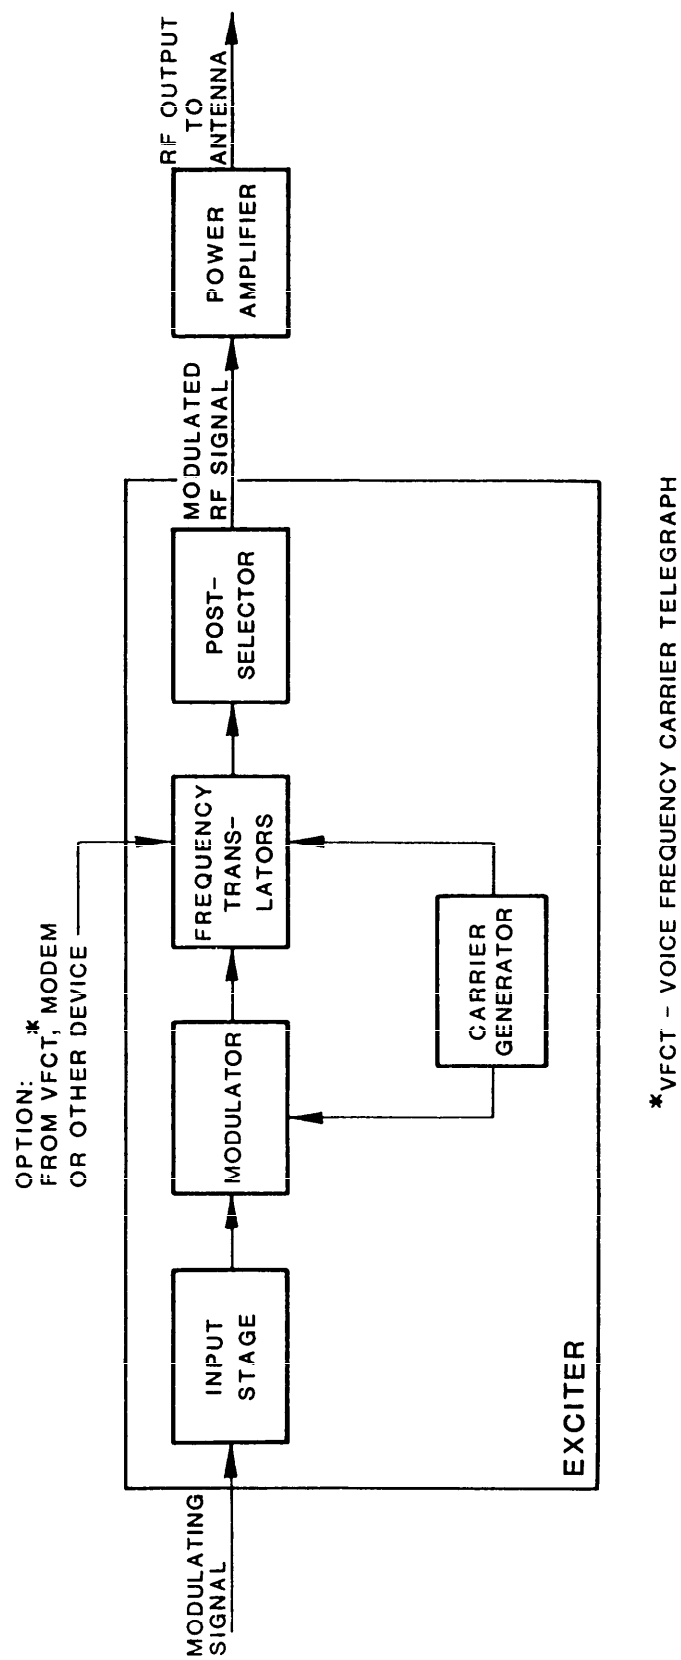 OPTION:
FROM VFCT,* MODEM
OR OTHER DEVICE
MODULATING
SIGNAL
INPUT
STAGE
MODULATOR
FREQUENCY
TRANS-
LATORS
POST-
SELECTOR
MODULATED
RF SIGNAL
POWER
AMPLIFIER
RF OUTPUT
TO
ANTENNA
CARRIER
GENERATOR
EXCITER
*VFCT - VOICE FREQUENCY CARRIER TELEGRAPH